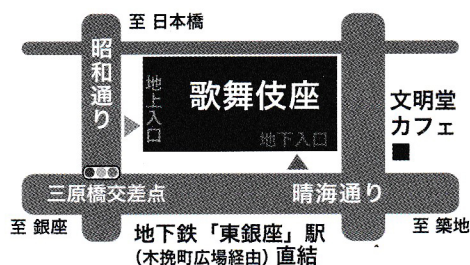 至 日本橋
昭和通り
地上入口
歌舞伎座
地下入口
文明堂
カフェ
三原橋交差点
晴海通り
至 銀座
至 築地
地下鉄「東銀座」駅
(木挽町広場経由) 直結